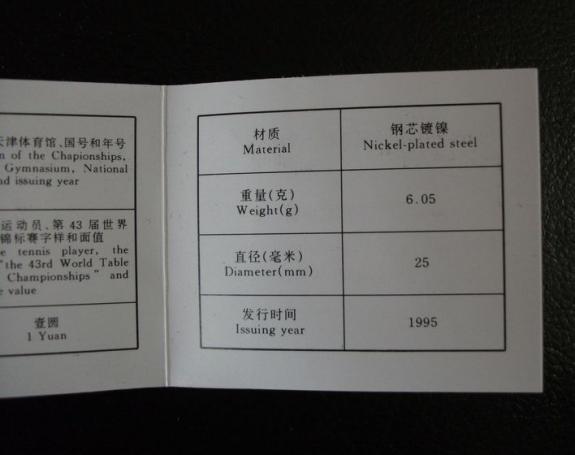 天津体育馆、国号和年号
n of the Chapionships,
Gymnasium, National
nd issuing year
运动员、第 43 届世界
锦标赛字样和面值
e tennis player, the
"the 43rd World Table
Championships" and
e value
壹圆
1 Yuan
材质
Material
钢芯镀镍
Nickel-plated steel
重量(克)
Weight(g)
6.05
直径(毫米)
Diameter(mm)
25
发行时间
Issuing year
1995